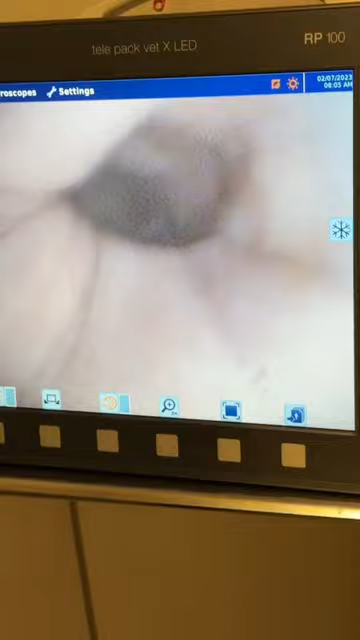 tele pack vet X LED
RP 100
roscopes
Settings
02/07/2023
08:05 AM